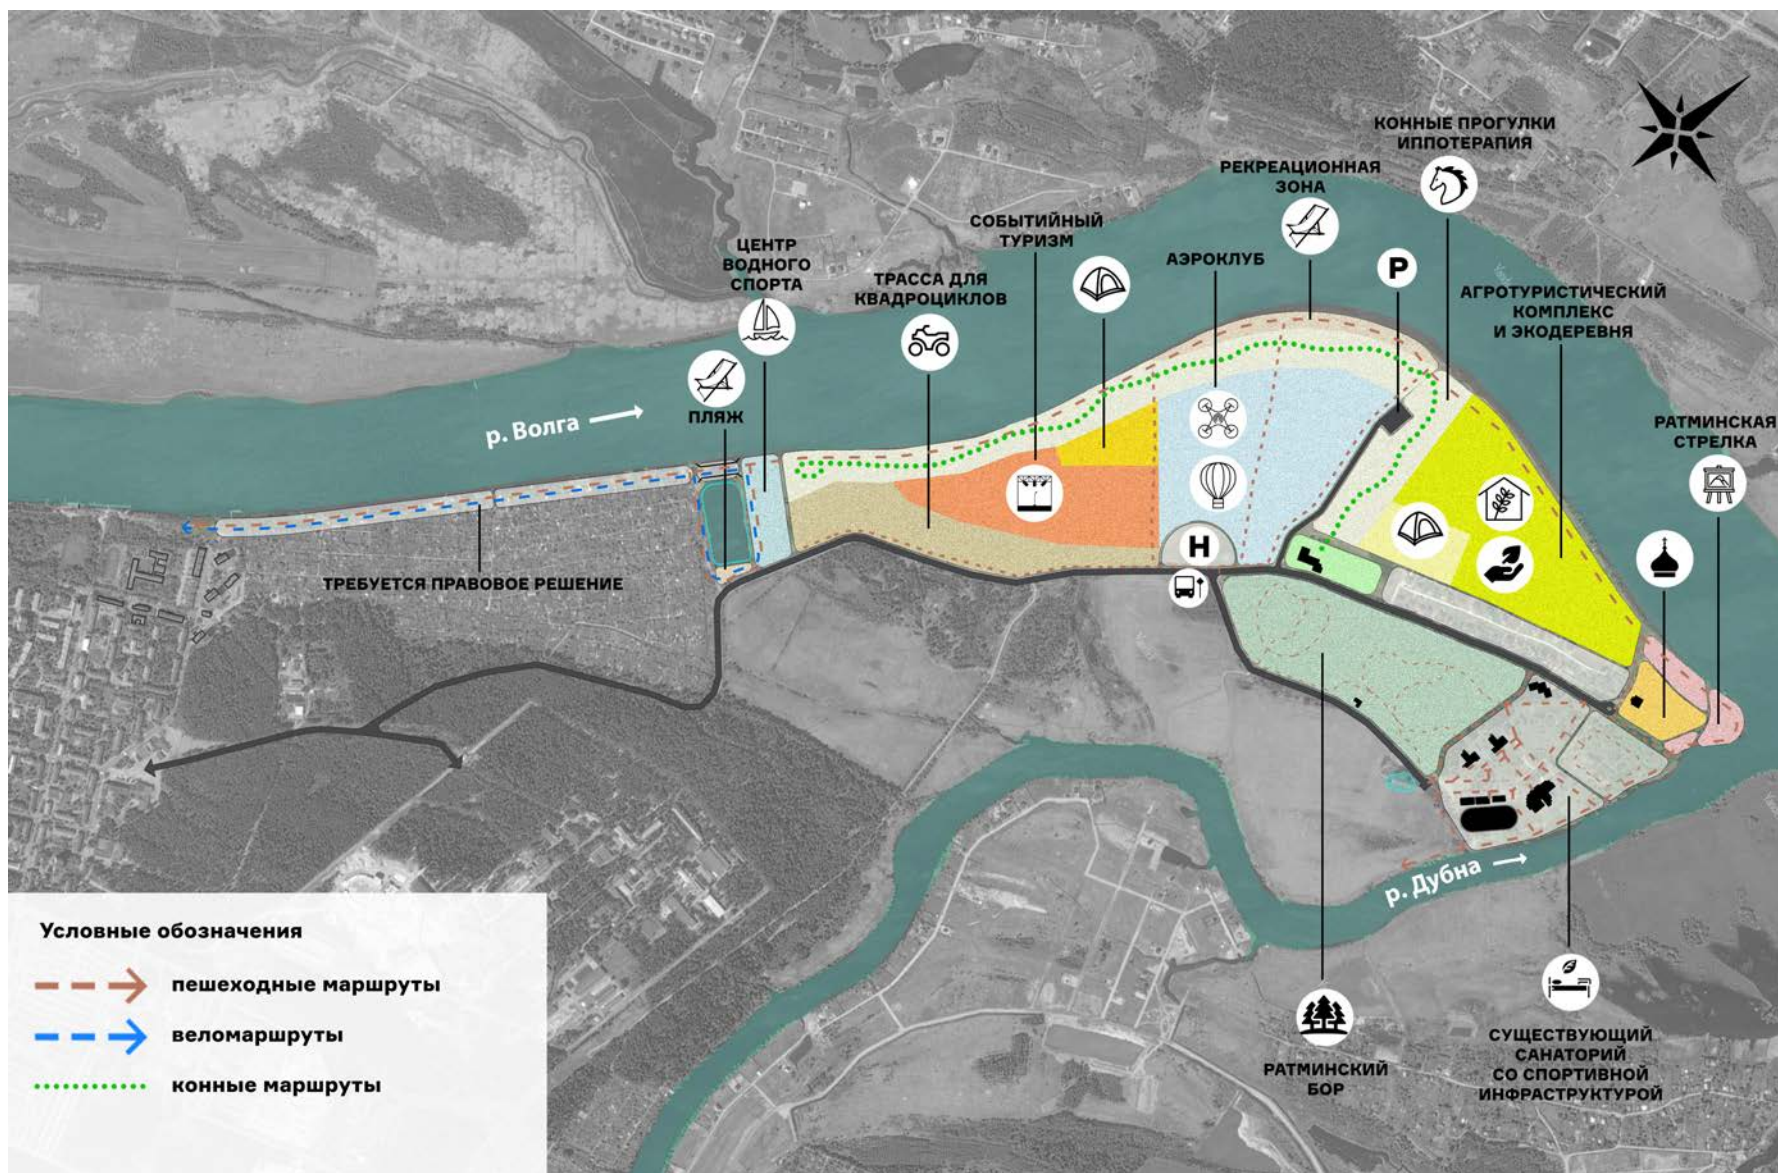 КОННЫЕ ПРОГУЛКИ
ИППОТЕРАПИЯ
РЕКРЕАЦИОННАЯ
ЗОНА
СОБЫТИЙНЫЙ
ТУРИЗМ
ЦЕНТР
ВОДНОГО
СПОРТА
ТРАССА ДЛЯ
КВАДРОЦИКЛОВ
АЭРОКЛУБ
P
АГРОТУРИСТИЧЕСКИЙ
КОМПЛЕКС
И ЭКОДЕРЕВНЯ
ПЛЯЖ
р. Волга
РАТМИНСКАЯ
СТРЕЛКА
H
ТРЕБУЕТСЯ ПРАВОВОЕ РЕШЕНИЕ
р. Дубна
РАТМИНСКИЙ
БОР
СУЩЕСТВУЮЩИЙ
САНАТОРИЙ
СО СПОРТИВНОЙ
ИНФРАСТРУКТУРОЙ
Условные обозначения
пешеходные маршруты
веломаршруты
конные маршруты